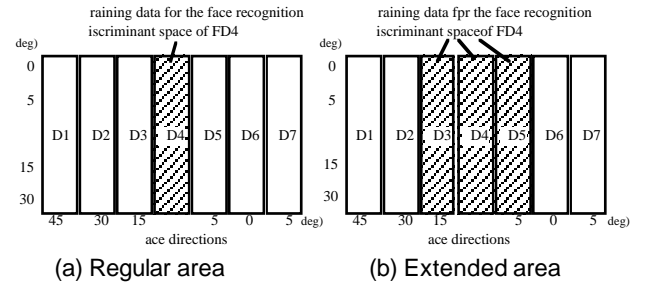 raining data for the face recognition
iscriminant space of FD4
deg)
0
5
15
30
D1 D2 D3 D4 D5 D6 D7
45 30 15 5 0 5 deg)
ace directions
(a) Regular area
raining data fpr the face recognition
iscriminant spaceof FD4
deg)
0
5
15
30
D1 D2 D3 D4 D5 D6 D7
45 30 15 5 0 5 deg)
ace directions
(b) Extended area